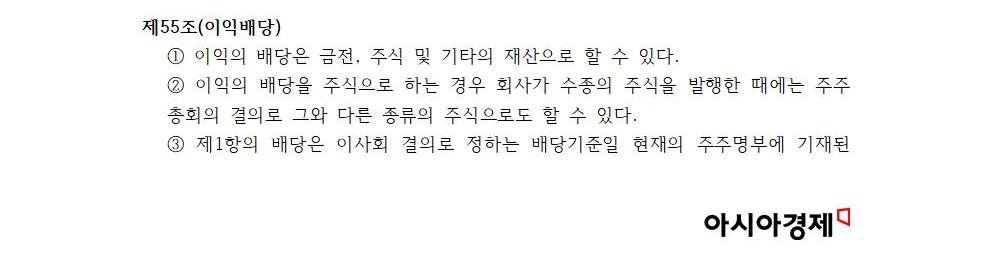 제55조(이익배당)
① 이익의 배당은 금전, 주식 및 기타의 재산으로 할 수 있다.
② 이익의 배당을 주식으로 하는 경우 회사가 수종의 주식을 발행한 때에는 주주
총회의 결의로 그와 다른 종류의 주식으로도 할 수 있다.
③ 제1항의 배당은 이사회 결의로 정하는 배당기준일 현재의 주주명부에 기재된
아시아경제